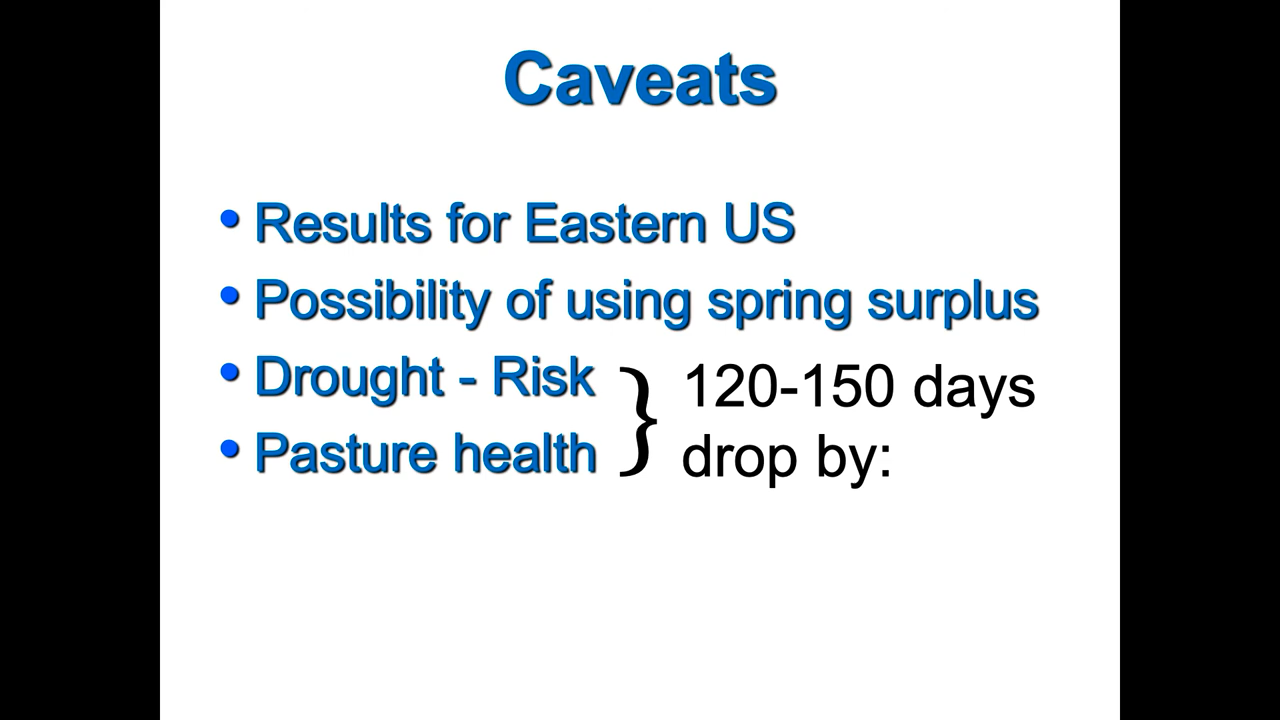 Caveats
• Results for Eastern US
• Possibility of using spring surplus
• Drought - Risk
• Pasture health
} 120-150 days
drop by: